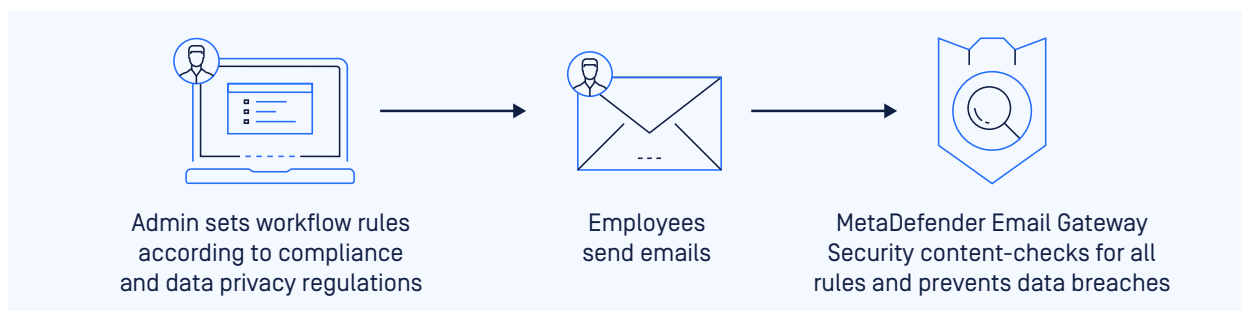 Admin sets workflow rules
according to compliance
and data privacy regulations
Employees
send emails
MetaDefender Email Gateway
Security content-checks for all
rules and prevents data breaches